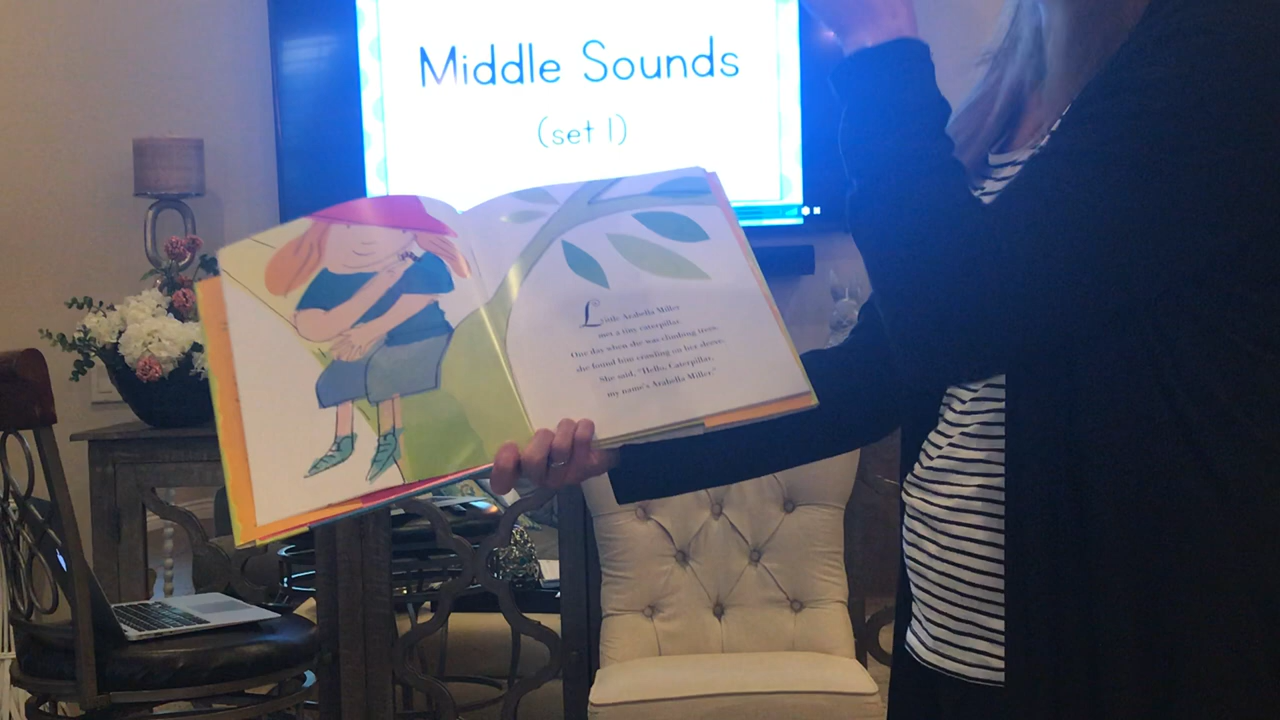 Middle Sounds
(set 1)
Little Arabella Miller
met a tiny caterpillar.
One day when she was climbing trees,
she found him crawling on her sleeve.
She said, "Hello, Caterpillar,
my name's Arabella Miller."